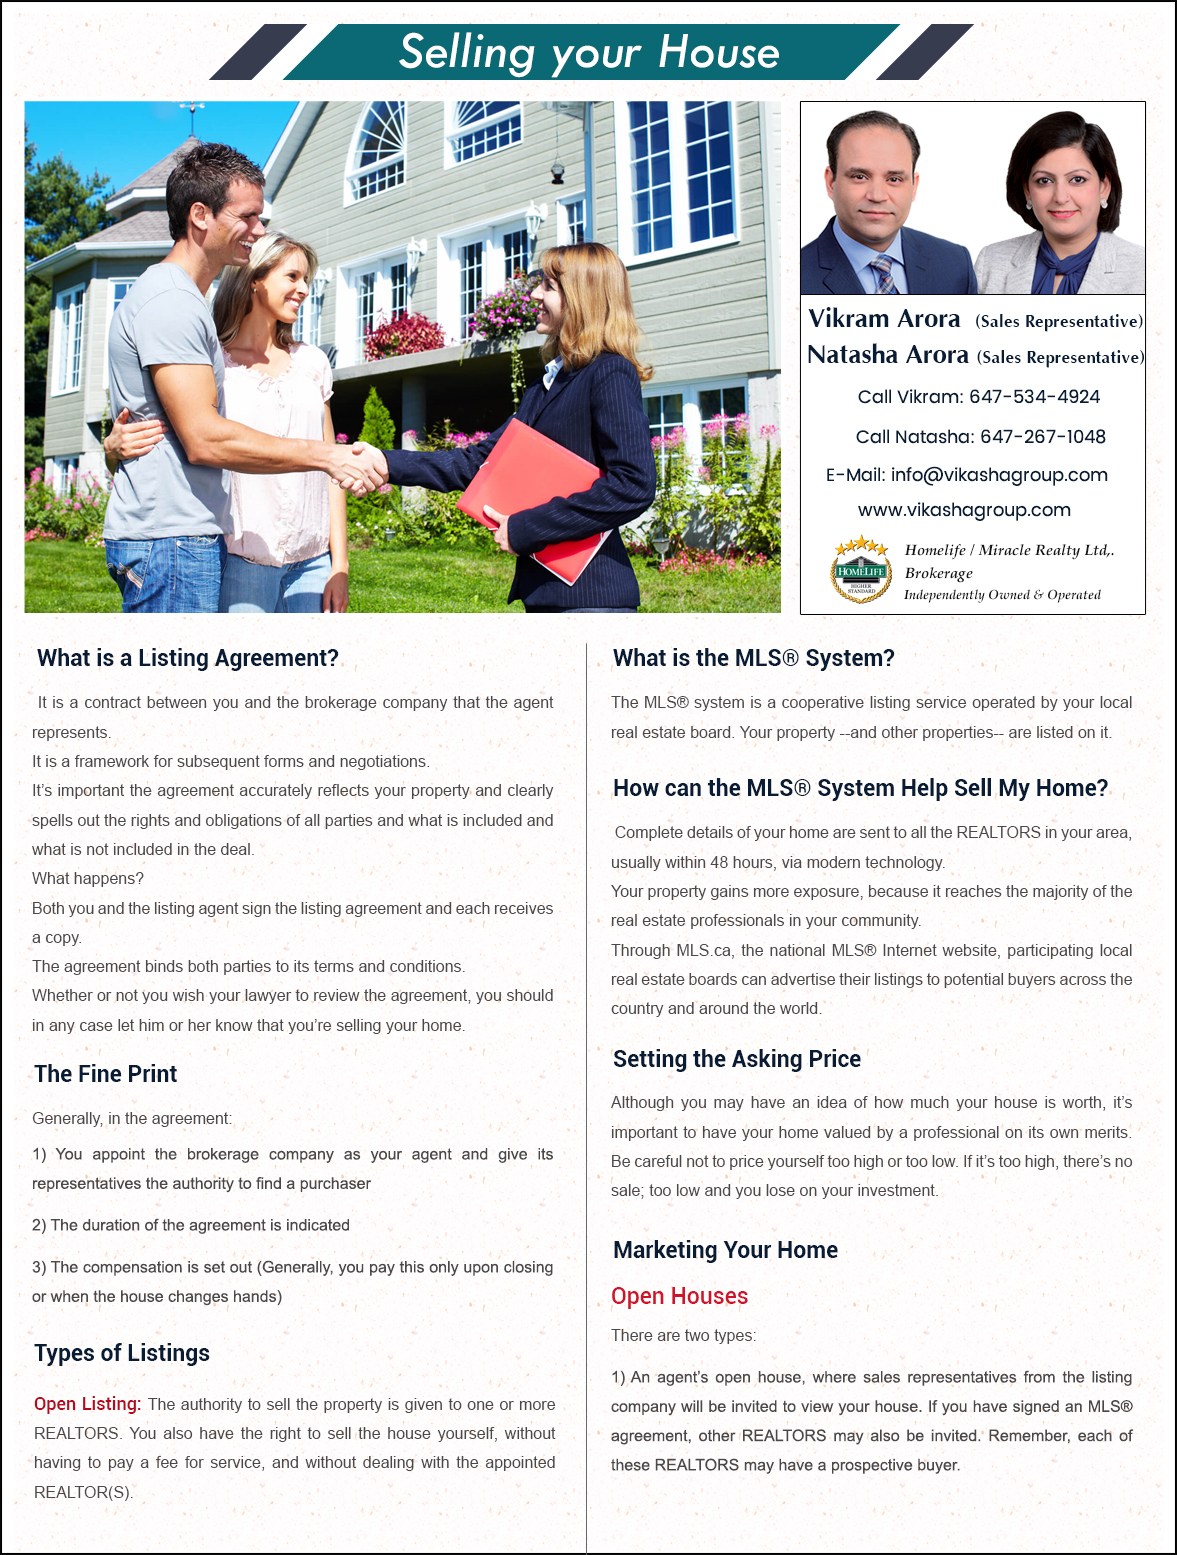 Selling your House
Vikram Arora (Sales Representative)
Natasha Arora (Sales Representative)
Call Vikram: 647-534-4924
Call Natasha: 647-267-1048
E-Mail: info@vikashagroup.com
www.vikashagroup.com
HOMELIFE
HIGHER
STANDARD
Homelife / Miracle Realty Ltd,.
Brokerage
Independently Owned & Operated
What is a Listing Agreement?
It is a contract between you and the brokerage company that the agent
represents.
It is a framework for subsequent forms and negotiations.
It's important the agreement accurately reflects your property and clearly
spells out the rights and obligations of all parties and what is included and
what is not included in the deal.
What happens?
Both you and the listing agent sign the listing agreement and each receives
a copy.
The agreement binds both parties to its terms and conditions.
Whether or not you wish your lawyer to review the agreement, you should
in any case let him or her know that you're selling your home.
The Fine Print
Generally, in the agreement:
1) You appoint the brokerage company as your agent and give its
representatives the authority to find a purchaser
2) The duration of the agreement is indicated
3) The compensation is set out (Generally, you pay this only upon closing
or when the house changes hands)
Types of Listings
Open Listing: The authority to sell the property is given to one or more
REALTORS. You also have the right to sell the house yourself, without
having to pay a fee for service, and without dealing with the appointed
REALTOR(S).
What is the MLS® System?
The MLS® system is a cooperative listing service operated by your local
real estate board. Your property --and other properties-- are listed on it.
How can the MLS® System Help Sell My Home?
Complete details of your home are sent to all the REALTORS in your area,
usually within 48 hours, via modern technology.
Your property gains more exposure, because it reaches the majority of the
real estate professionals in your community.
Through MLS.ca, the national MLS® Internet website, participating local
real estate boards can advertise their listings to potential buyers across the
country and around the world.
Setting the Asking Price
Although you may have an idea of how much your house is worth, it's
important to have your home valued by a professional on its own merits.
Be careful not to price yourself too high or too low. If it's too high, there's no
sale; too low and you lose on your investment.
Marketing Your Home
Open Houses
There are two types:
1) An agent's open house, where sales representatives from the listing
company will be invited to view your house. If you have signed an MLS®
agreement, other REALTORS may also be invited. Remember, each of
these REALTORS may have a prospective buyer.